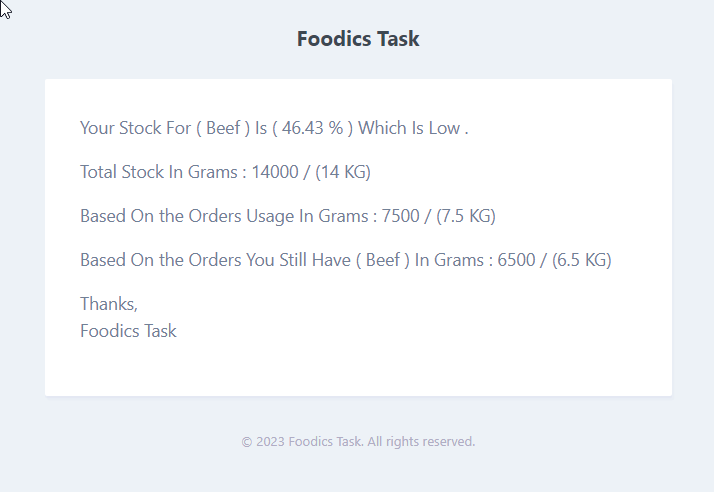 Foodics Task
Your Stock For ( Beef ) Is ( 46.43 % ) Which Is Low .
Total Stock In Grams : 14000 / (14 KG)
Based On the Orders Usage In Grams : 7500 / (7.5 KG)
Based On the Orders You Still Have ( Beef ) In Grams : 6500 / (6.5 KG)
Thanks,
Foodics Task
© 2023 Foodics Task. All rights reserved.